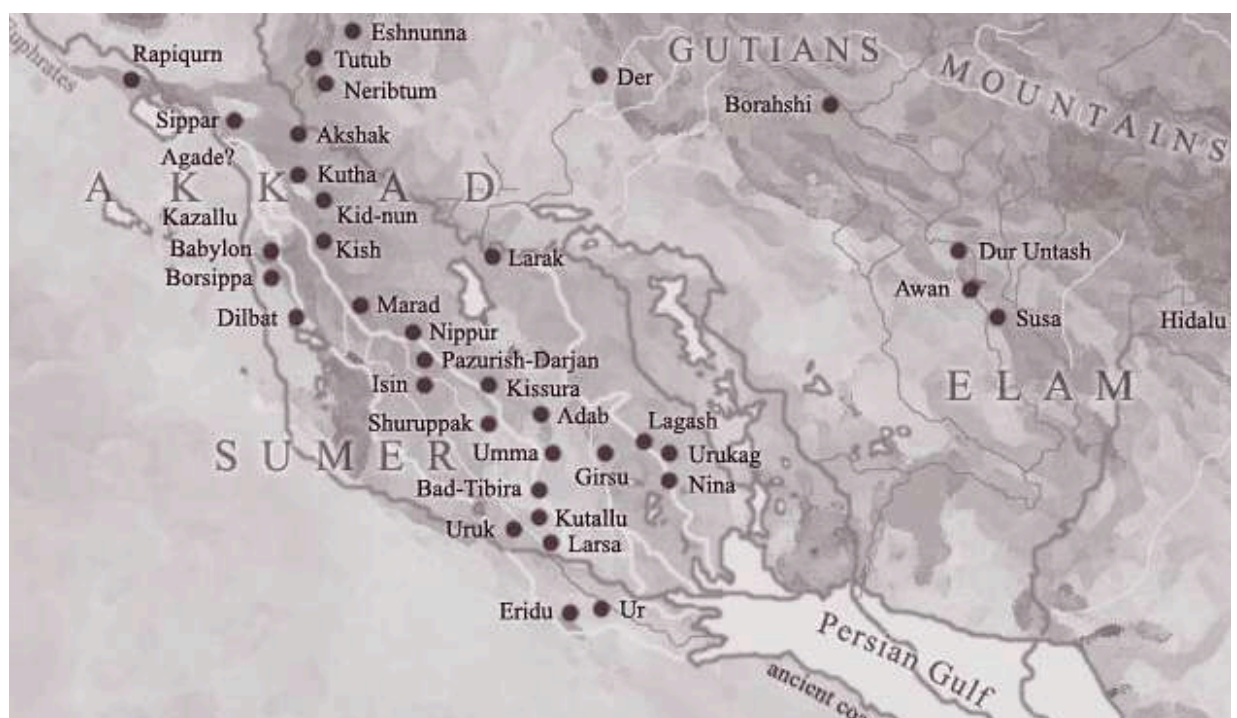 Eshnunna
GUTIANS
Rapiqurn
Tutub
Der
MOUNTAINS
Neribtum
Borahshi
Sippar
Akshak
Agade?
Kutha
AKKAD
Kazallu
Kid-nun
Babylon
Kish
Larak
Dur Untash
Borsippa
Awan
Dilbat
Marad
Susa
Hidalu
Nippur
Pazurish-Darjan
Isin
Kissura
ELAM
Shuruppak
Adab
Lagash
SUMER
Umma
Urukag
Girsu
Nina
Bad-Tibira
Uruk
Kutallu
Larsa
Eridu
Ur
Persian Gulf
ancient